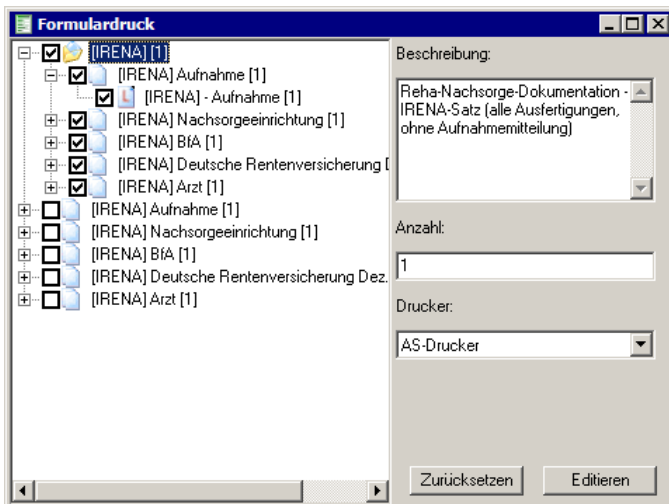 Formulardruck
[IRENA] [1]
[IRENA] Aufnahme [1]
[IRENA] - Aufnahme [1]
[IRENA] Nachsorgeeinrichtung [1]
[IRENA] BfA [1]
[IRENA] Deutsche Rentenversicherung D
[IRENA] Arzt [1]
[IRENA] Aufnahme [1]
[IRENA] Nachsorgeeinrichtung [1]
[IRENA] BfA [1]
[IRENA] Deutsche Rentenversicherung Dez.
[IRENA] Arzt [1]
Beschreibung:
Reha-Nachsorge-Dokumentation -
IRENA-Satz (alle Ausfertigungen,
ohne Aufnahmemitteilung)
Anzahl:
1
Drucker:
AS-Drucker
Zurücksetzen
Editieren